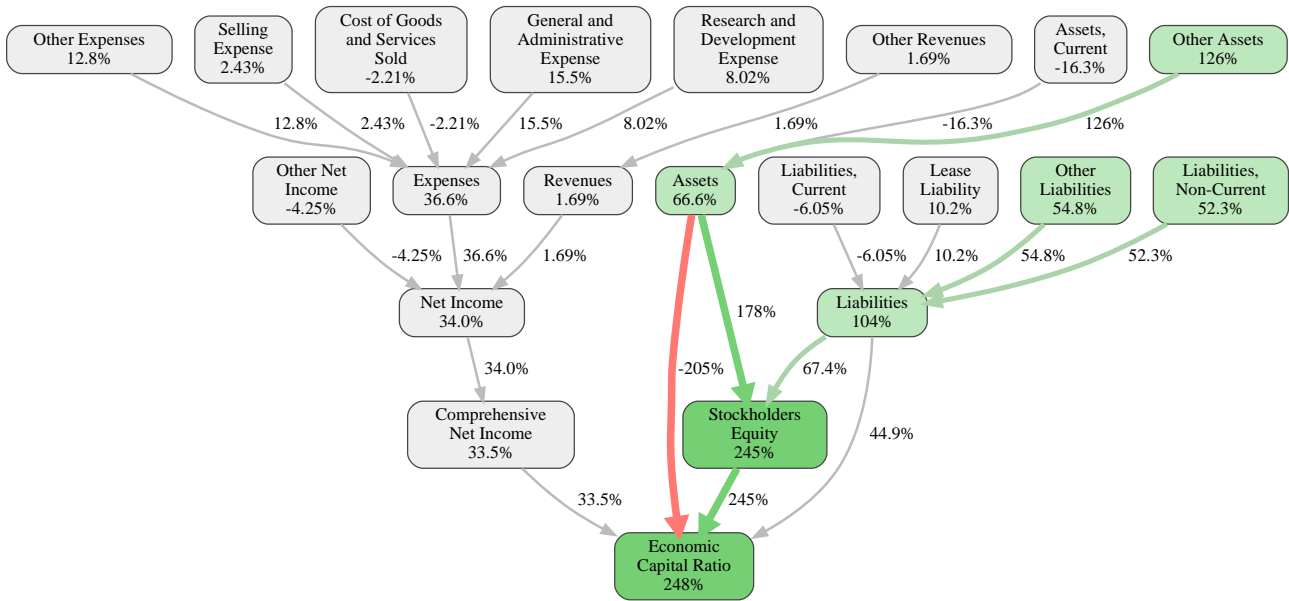 Other Expenses
12.8%
Selling
Expense
2.43%
Cost of Goods
and Services
Sold
-2.21%
General and
Administrative
Expense
15.5%
Research and
Development
Expense
8.02%
Other Revenues
1.69%
Assets,
Current
-16.3%
Other Assets
126%
12.8%
2.43%
-2.21%
15.5%
8.02%
1.69%
-16.3%
126%
Other Net
Income
-4.25%
Expenses
36.6%
Revenues
1.69%
Assets
66.6%
Liabilities,
Current
-6.05%
Lease
Liability
10.2%
Other
Liabilities
54.8%
Liabilities,
Non-Current
52.3%
-4.25%
36.6%
1.69%
-6.05%
10.2%
54.8%
52.3%
Net Income
34.0%
178%
Liabilities
104%
34.0%
-205%
67.4%
Comprehensive
Net Income
33.5%
Stockholders
Equity
245%
44.9%
33.5%
245%
Economic
Capital Ratio
248%